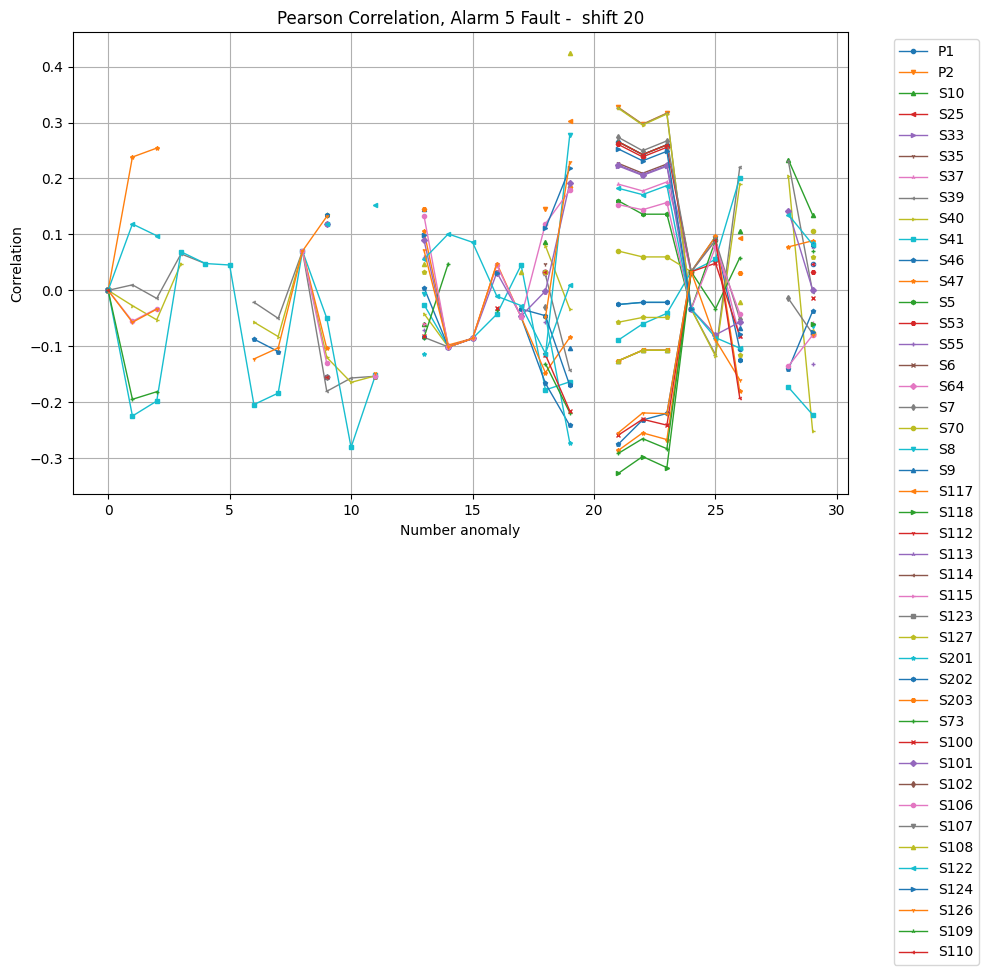 Pearson Correlation, Alarm 5 Fault -  shift 20
Correlation
0.4
0.3
0.2
0.1
0.0
−0.1
−0.2
−0.3
0 5 10 15 20 25 30
Number anomaly
P1
P2
S10
S25
S33
S35
S37
S39
S40
S41
S46
S47
S5
S53
S55
S6
S64
S7
S70
S8
S9
S117
S118
S112
S113
S114
S115
S123
S127
S201
S202
S203
S73
S100
S101
S102
S106
S107
S108
S122
S124
S126
S109
S110